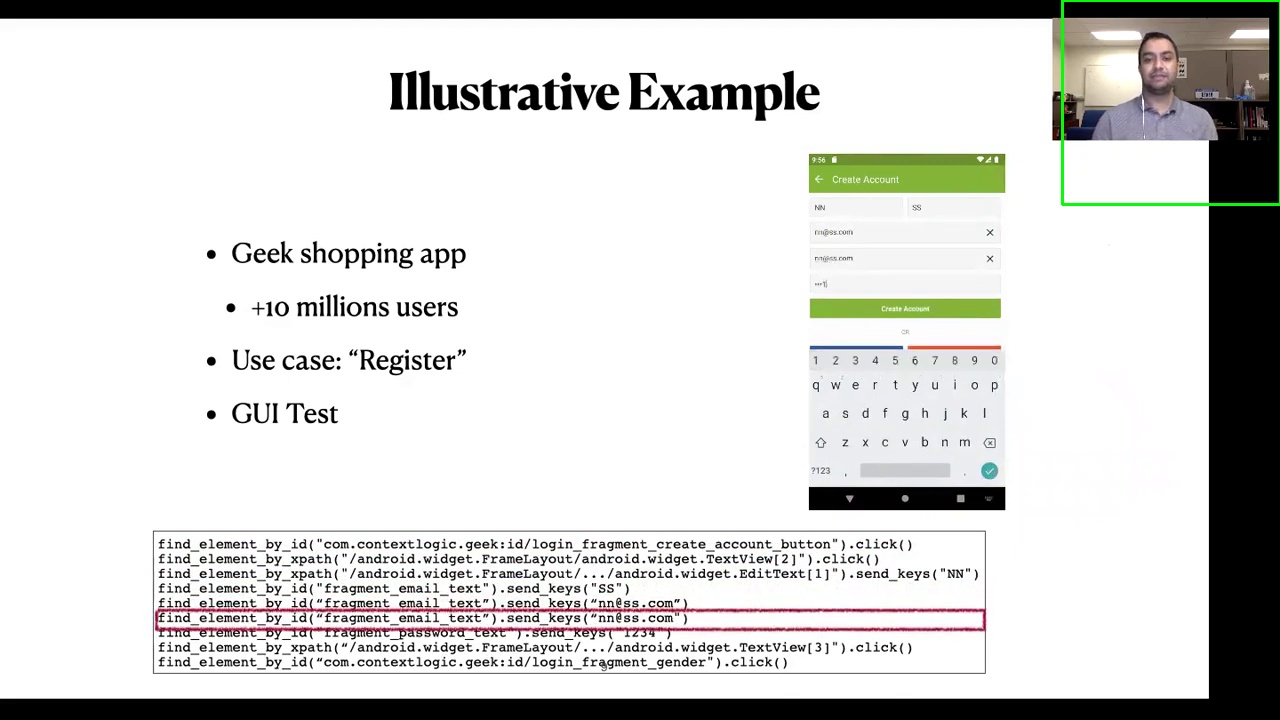 Illustrative Example
• Geek shopping app
• +10 millions users
• Use case: “Register”
• GUI Test
9:56
Create Account
NN
SS
nn@ss.com
nn@ss.com
Create Account
OR
1 2 3 4 5 6 7 8 9 0
q w e r t y u i o p
a s d f g h j k l
z x c v b n m
?123 , .
find_element_by_id("com.contextlogic.geek:id/login_fragment_create_account_button").click()
find_element_by_xpath("/android.widget.FrameLayout/android.widget.TextView[2]").click()
find_element_by_xpath("/android.widget.FrameLayout/.../android.widget.EditText[1]").send_keys("NN")
find_element_by_id("fragment_email_text").send_keys("SS")
find_element_by_id(“fragment_email_text”).send_keys(“nn@ss.com”)
find_element_by_id(“fragment_email_text”).send_keys(“nn@ss.com")
find_element_by_id("fragment_password_text").send_keys("1234")
find_element_by_xpath(“/android.widget.FrameLayout/.../android.widget.TextView[3]").click()
find_element_by_id(“com.contextlogic.geek:id/login_fragment_gender").click()